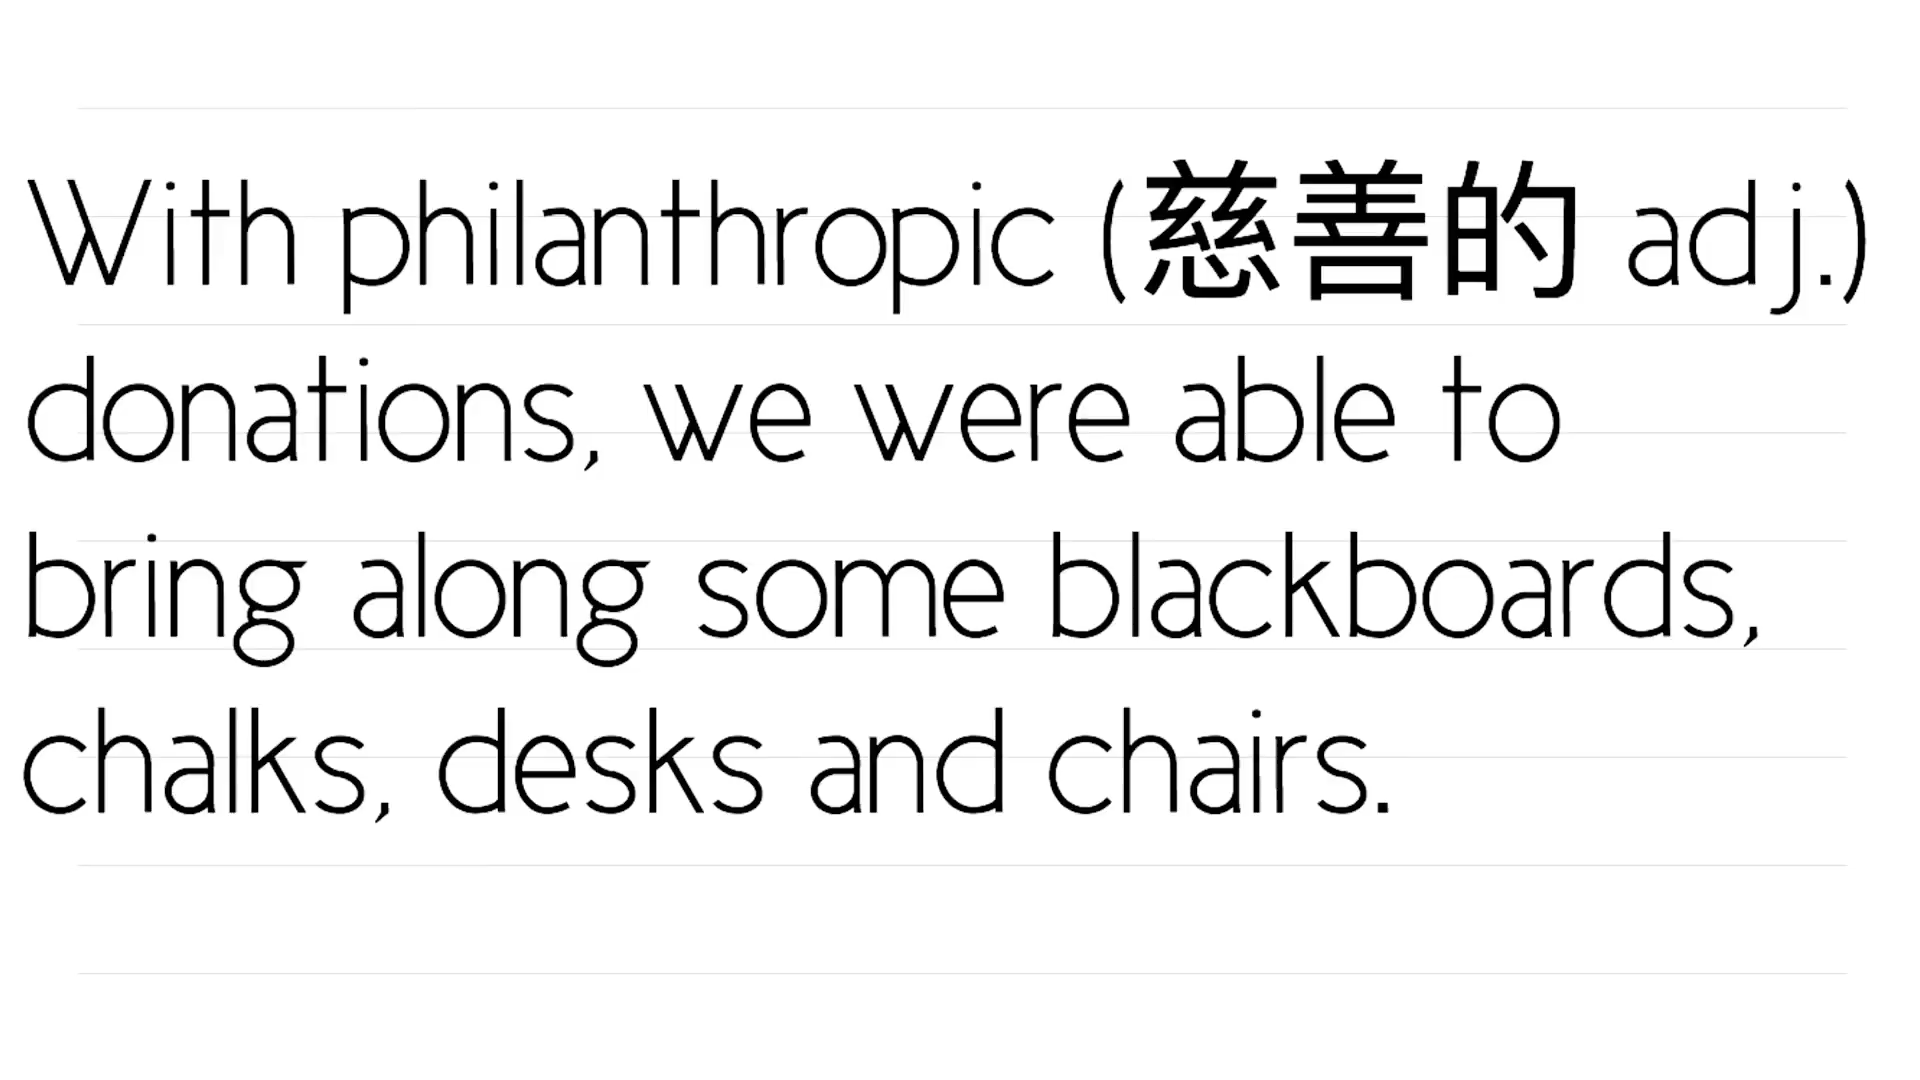 With philanthropic (慈善的 adj.)
donations, we were able to
bring along some blackboards,
chalks, desks and chairs.